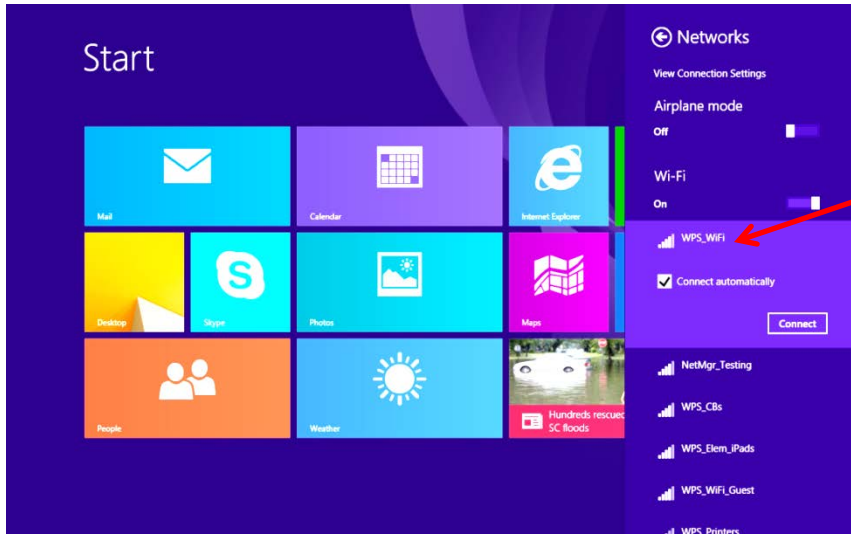 Start
Mail
Calendar
Internet Explorer
Desktop
Skype
Photos
Maps
People
Weather
Hundreds rescued
SC floods
Networks
View Connection Settings
Airplane mode
Off
Wi-Fi
On
WPS_WiFi
Connect automatically
Connect
NetMgr_Testing
WPS_CBs
WPS_Elem_iPads
WPS_WiFi_Guest
WPS_Printers